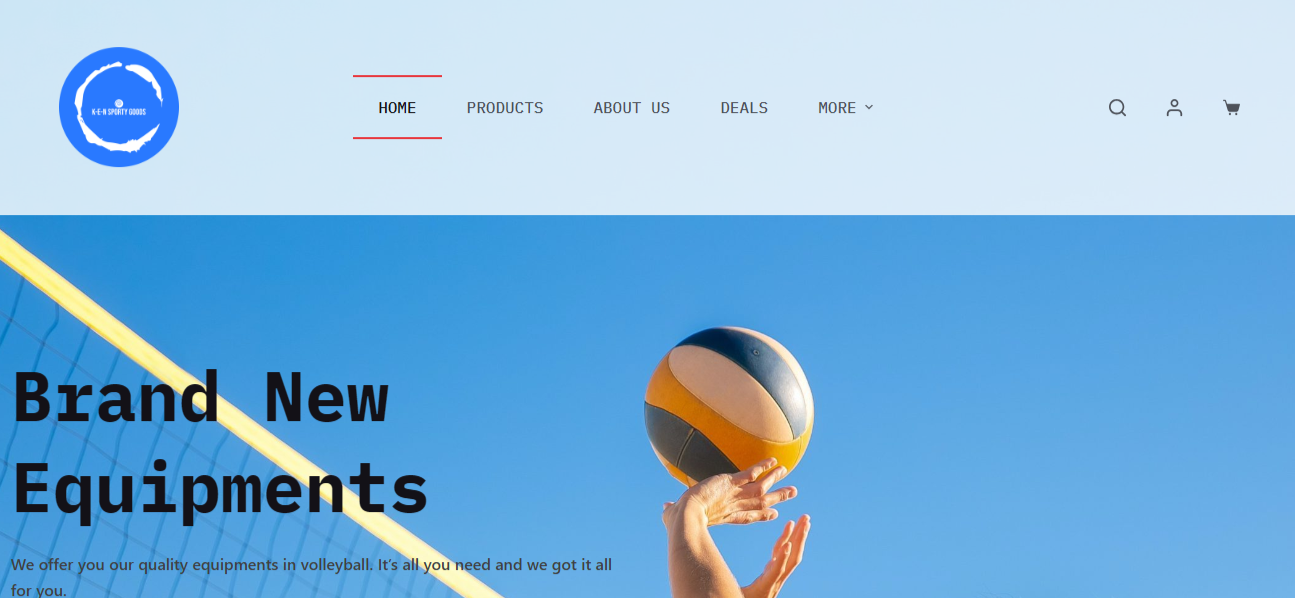 K-E-N SPORTY GOODS
HOME PRODUCTS ABOUT US DEALS MORE
Brand New
Equipments
We offer you our quality equipments in volleyball. It's all you need and we got it all
for you.